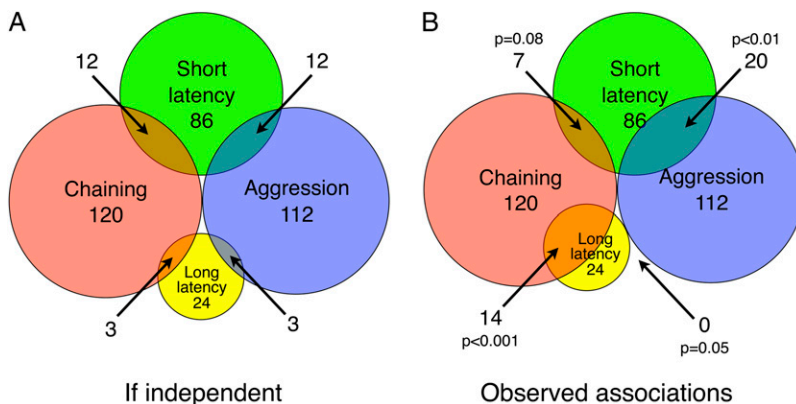 A
12
12
Short
latency
86
Chaining
120
Aggression
112
Long
latency
24
3
3
If independent
B
p=0.08
7
p<0.01
20
Short
latency
86
Chaining
120
Aggression
112
Long
latency
24
14
p<0.001
0
p=0.05
Observed associations